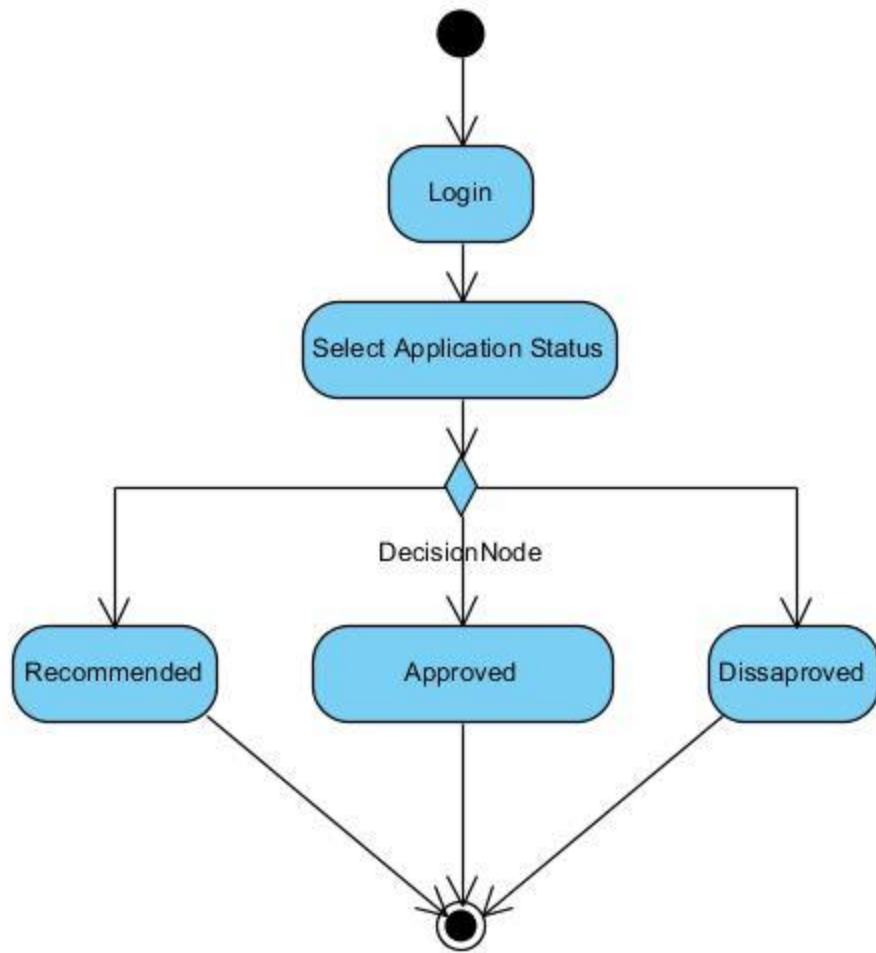 Login
Select Application Status
DecisionNode
Recommended
Approved
Dissaproved